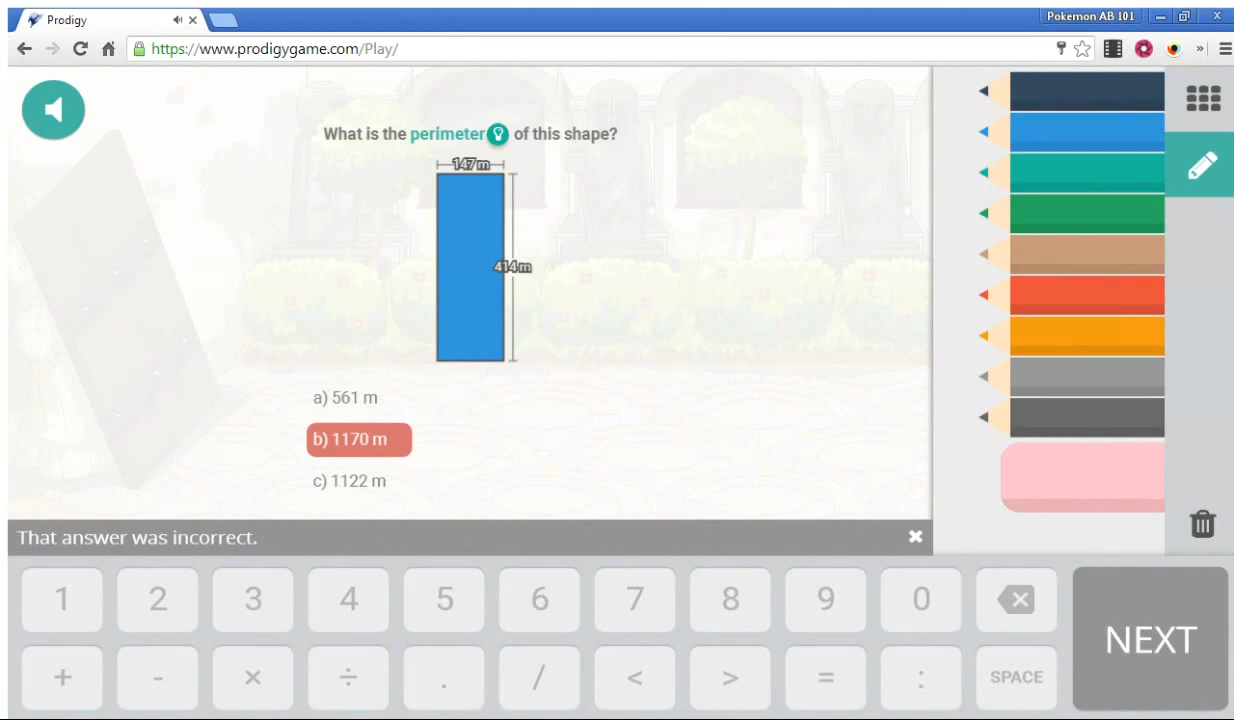 Prodigy
Pokemon AB 101
https://www.prodigygame.com/Play/
What is the perimeter of this shape?
147 m
414 m
a) 561 m
b) 1170 m
c) 1122 m
That answer was incorrect.
1 2 3 4 5 6 7 8 9 0
NEXT
+ - × ÷ . / < > = : SPACE